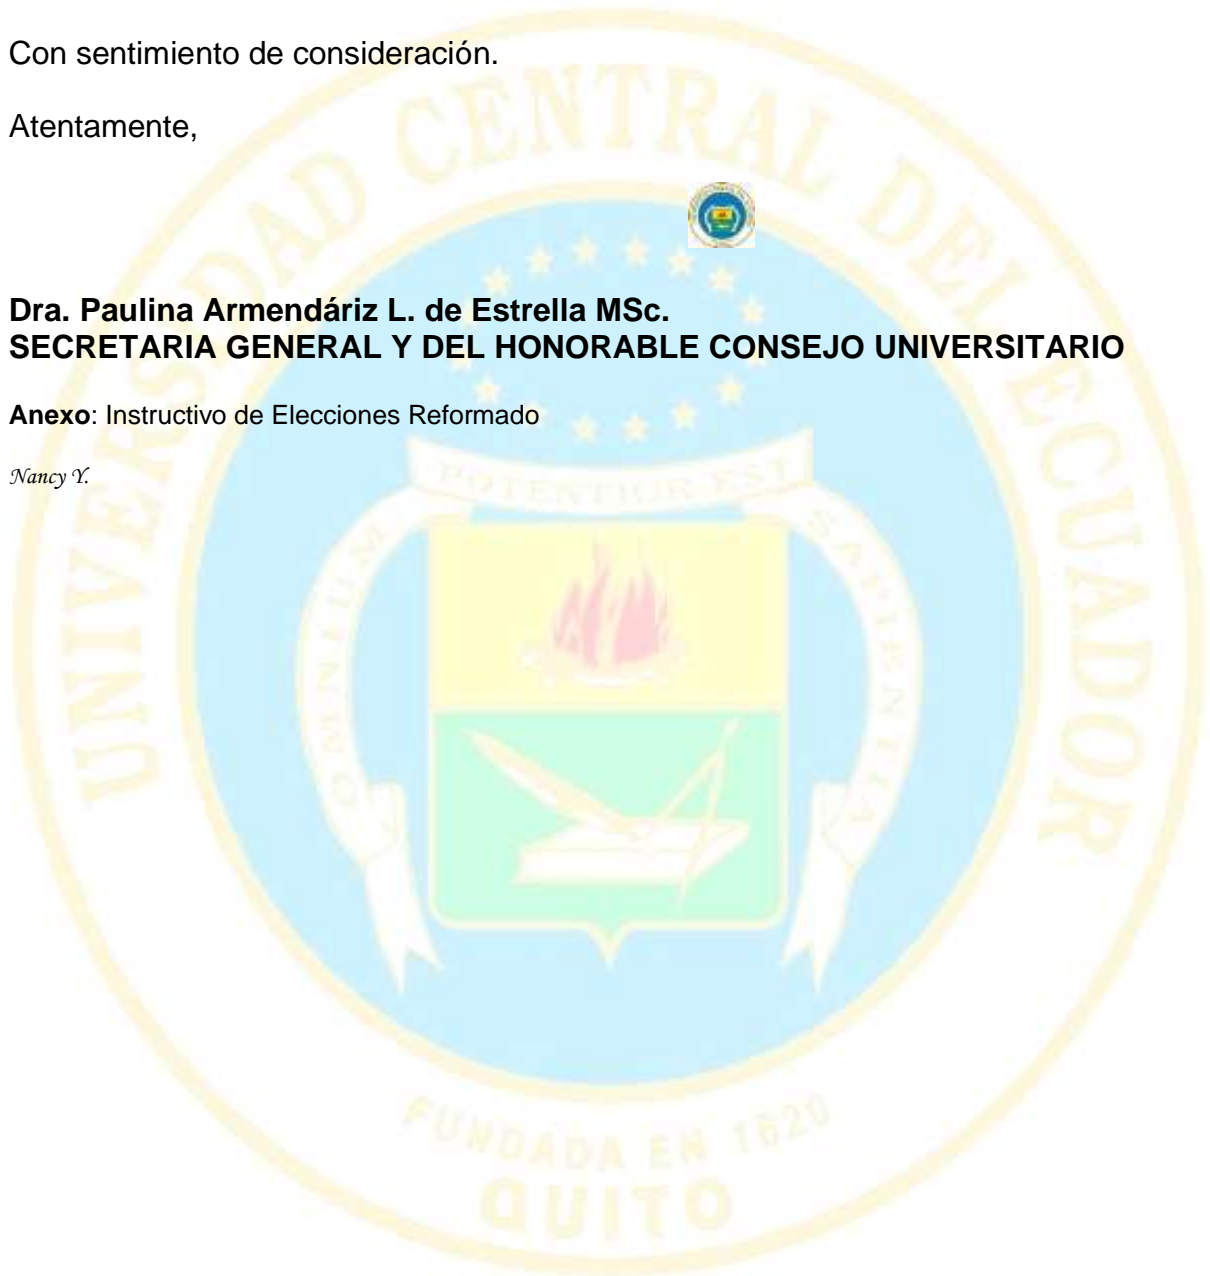 Con sentimiento de consideración.
Atentamente,
Dra. Paulina Armendáriz L. de Estrella MSc.
SECRETARIA GENERAL Y DEL HONORABLE CONSEJO UNIVERSITARIO
Anexo: Instructivo de Elecciones Reformado
Nancy Y.
UNIVERSIDAD CENTRAL DEL ECUADOR
OMNIUM POTENTIOR EST SAPIENTIA
FUNDADA EN 1620
QUITO